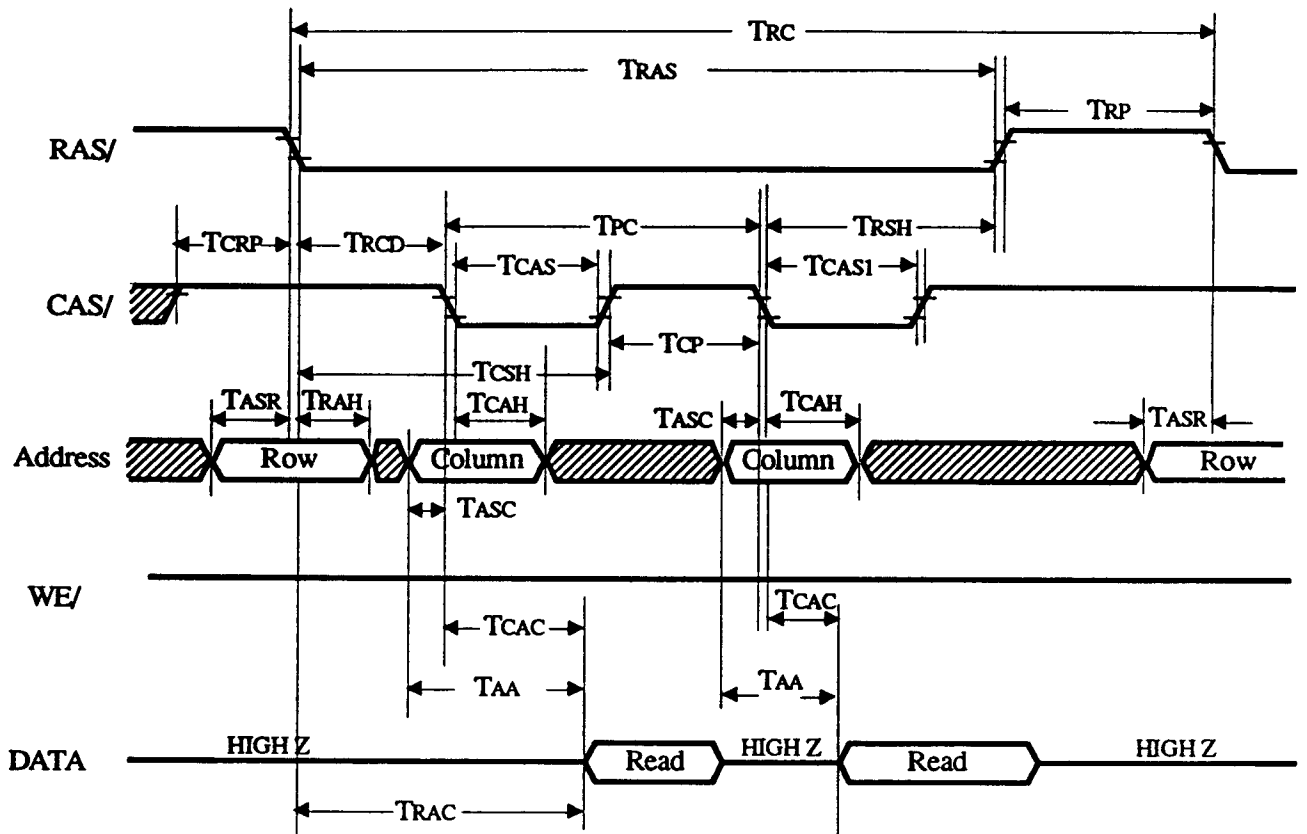 TRC
TRAS
TRP
RAS/
TCRP TRCD TPC TRSH
TCAS TCAS1
CAS/
TCP
TCSH
TASR TRAH TCAH TASC TCAH TASR
Address Row Column Column Row
TASC
WE/
TCAC TCAC
TAA TAA
HIGH Z HIGH Z HIGH Z
DATA Read Read
TRAC